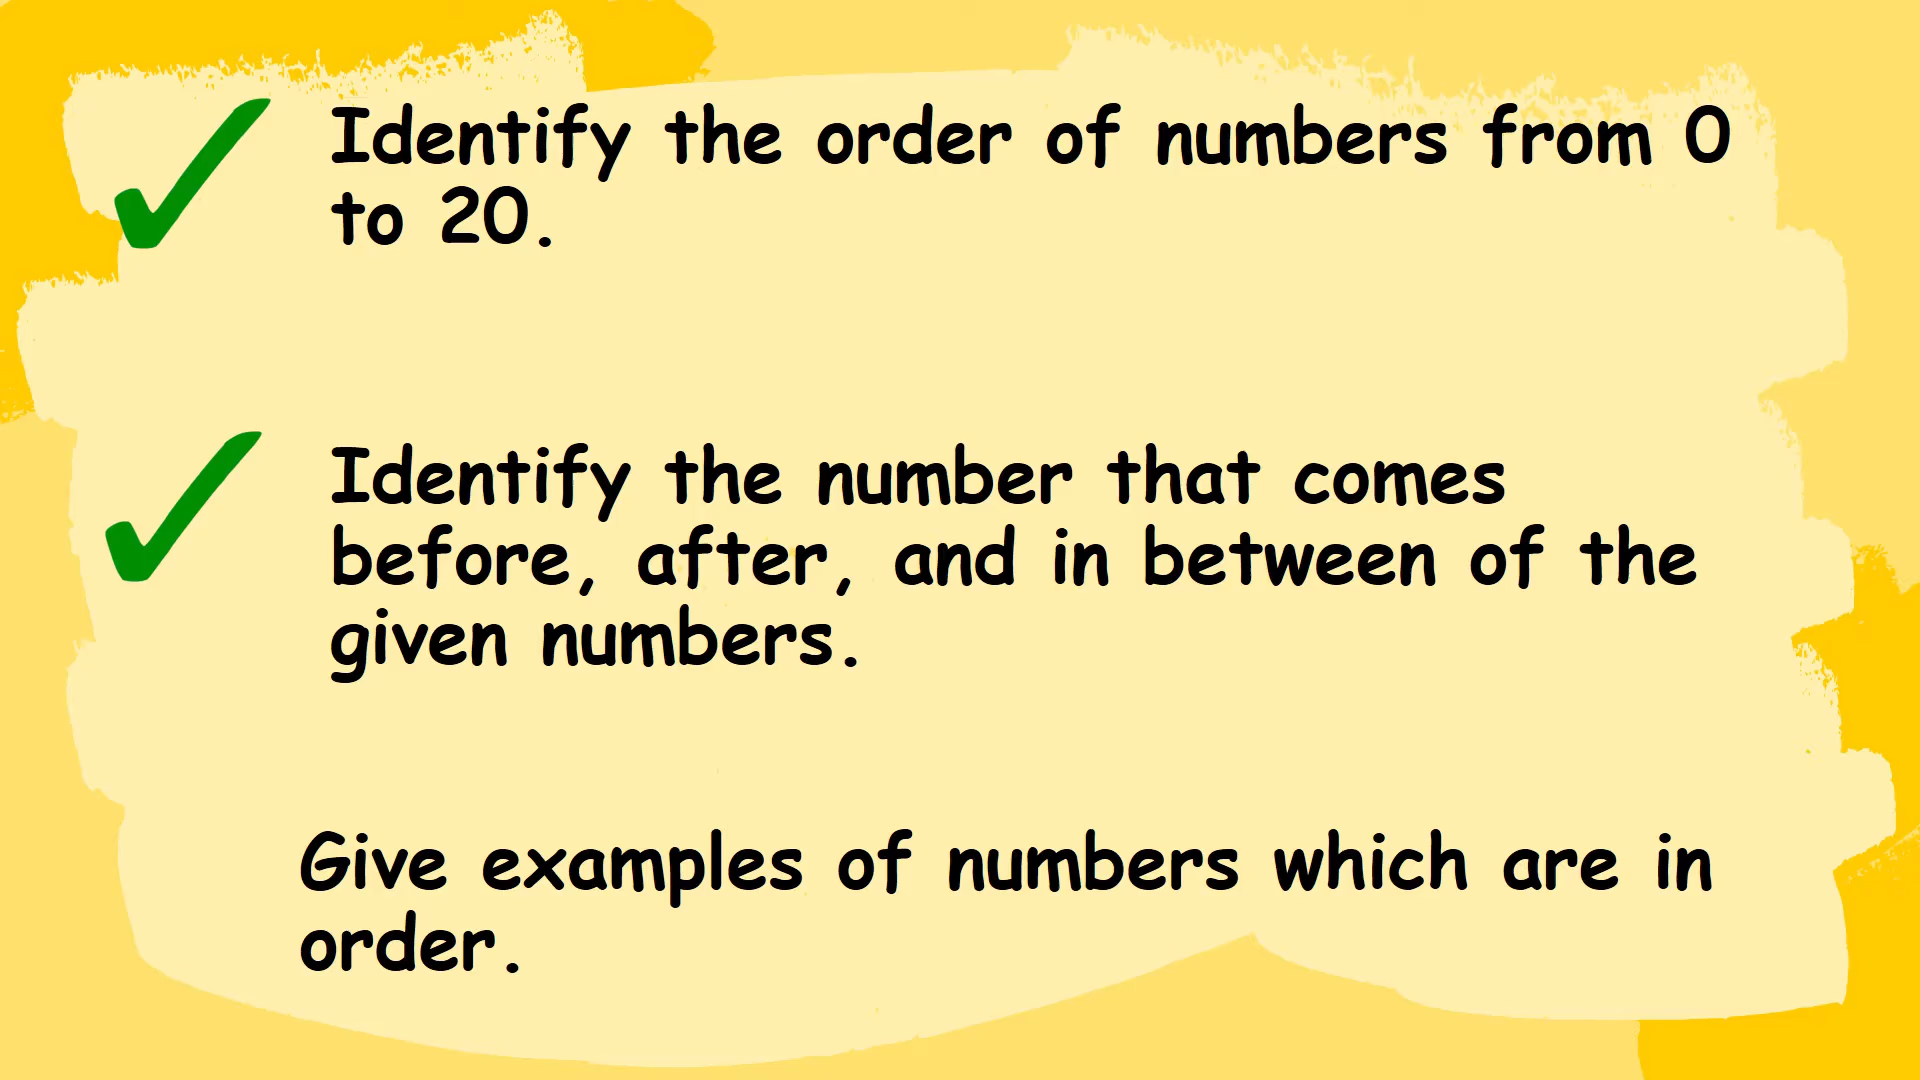 Identify the order of numbers from 0
to 20.
Identify the number that comes
before, after, and in between of the
given numbers.
Give examples of numbers which are in
order.